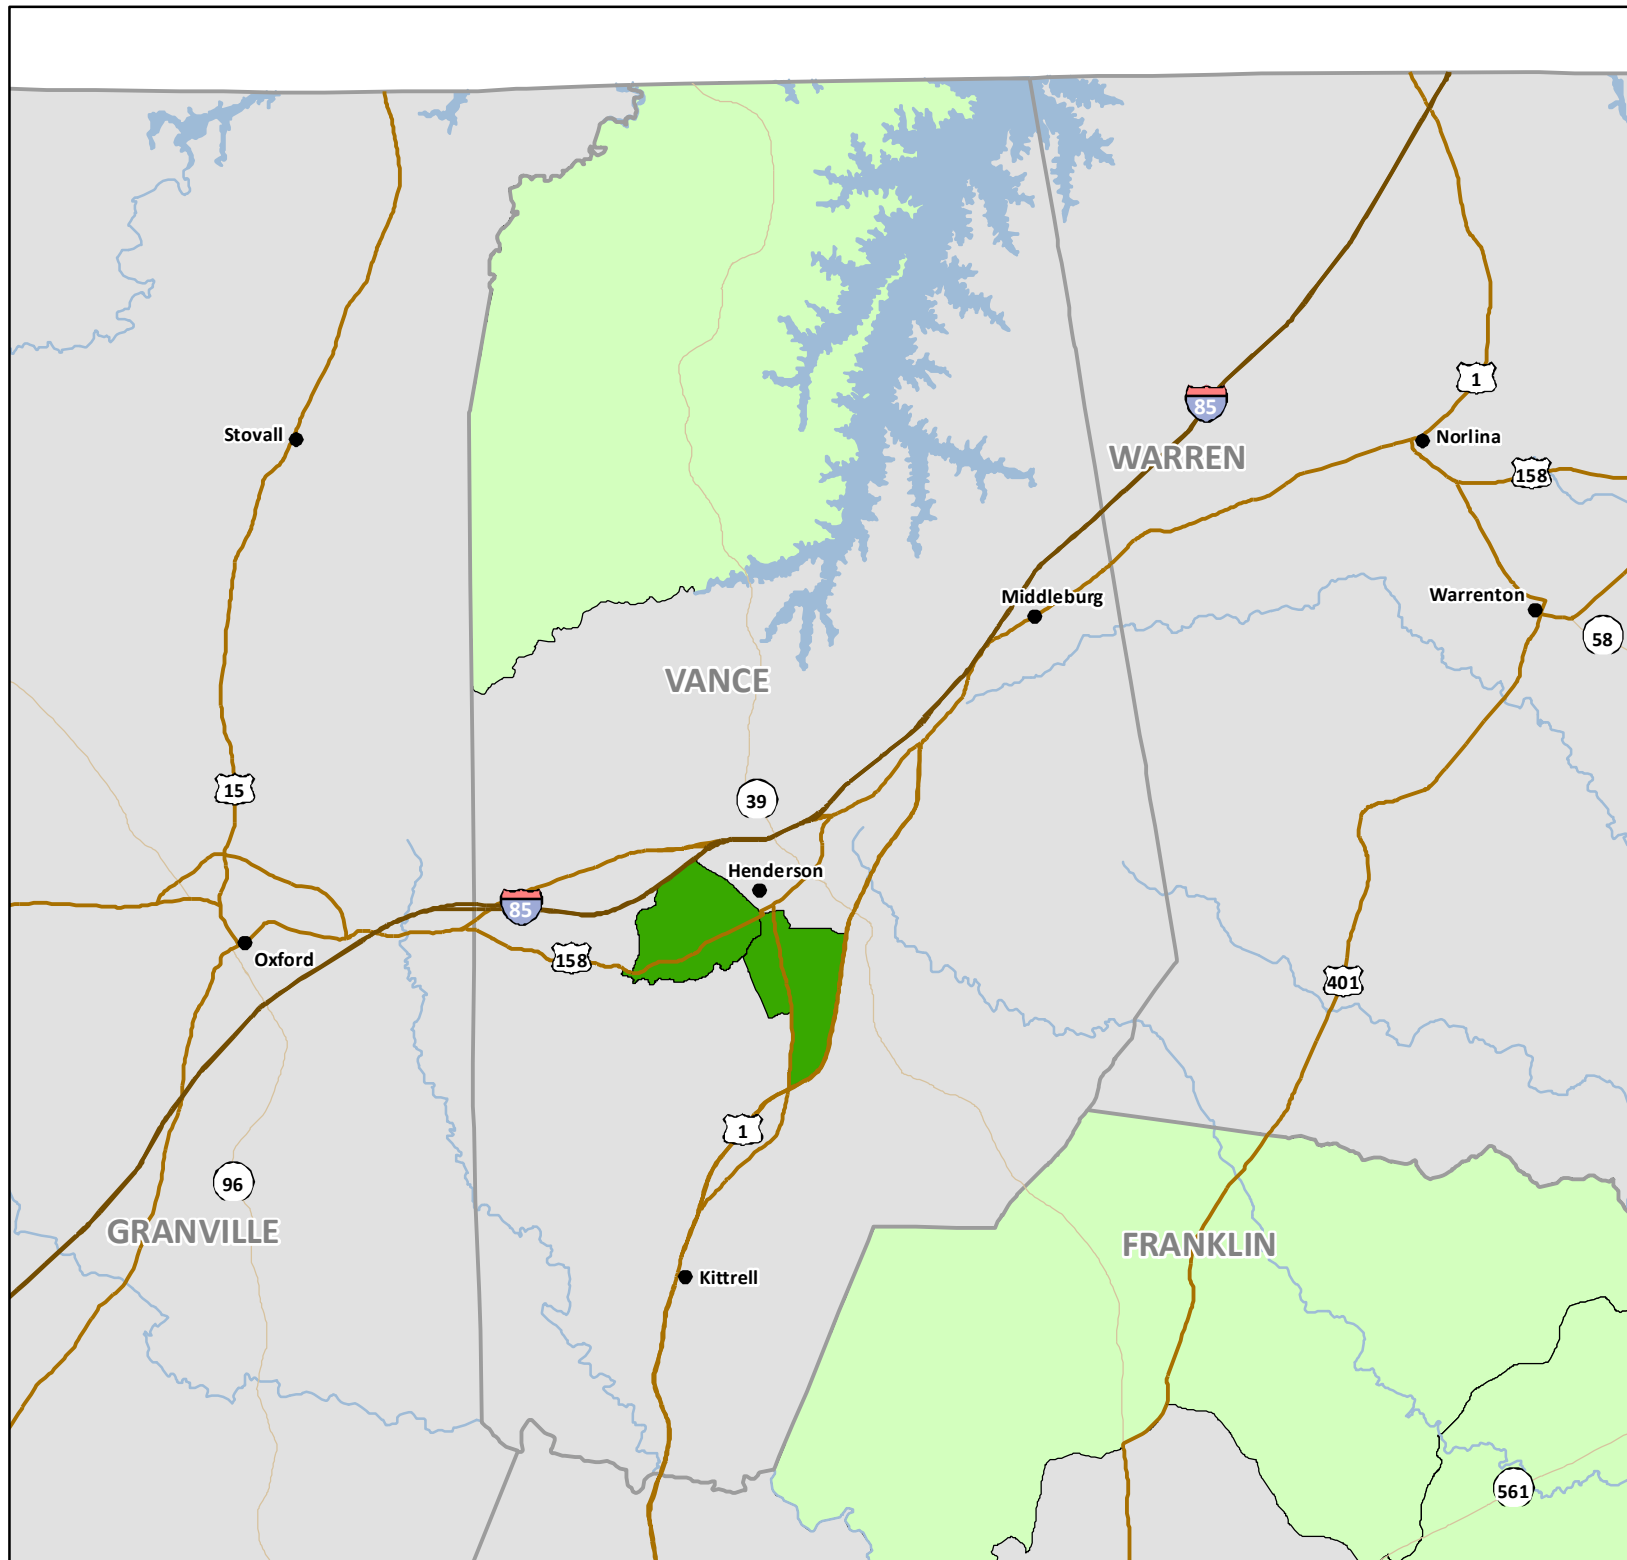 1
85
Stovall
Norlina
WARREN
158
Middleburg
Warrenton
58
VANCE
15
39
Henderson
85
Oxford
158
401
1
96
GRANVILLE
FRANKLIN
Kittrell
561